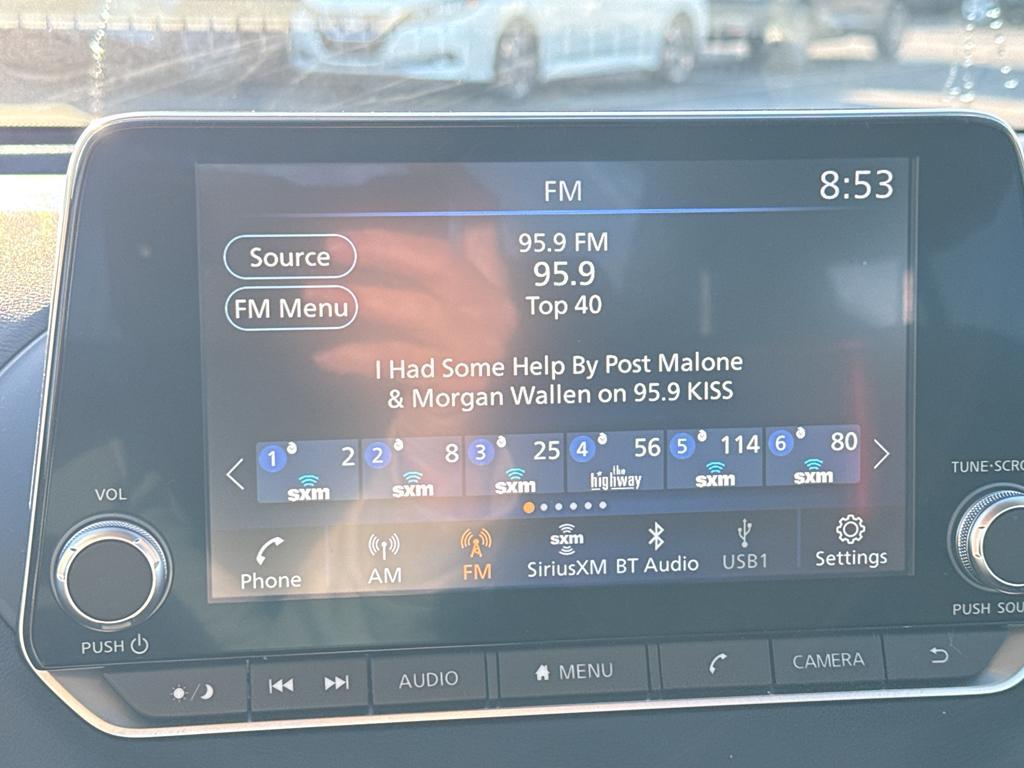 FM
8:53
Source
FM Menu
95.9 FM
95.9
Top 40
I Had Some Help By Post Malone
& Morgan Wallen on 95.9 KISS
1 2
sxm
2 8
sxm
3 25
sxm
4 56
the highway
5 114
sxm
6 80
sxm
Phone
AM
FM
sxm
SiriusXM
BT Audio
USB1
Settings
VOL
PUSH
TUNE·SCRO
PUSH SOU
AUDIO
MENU
CAMERA